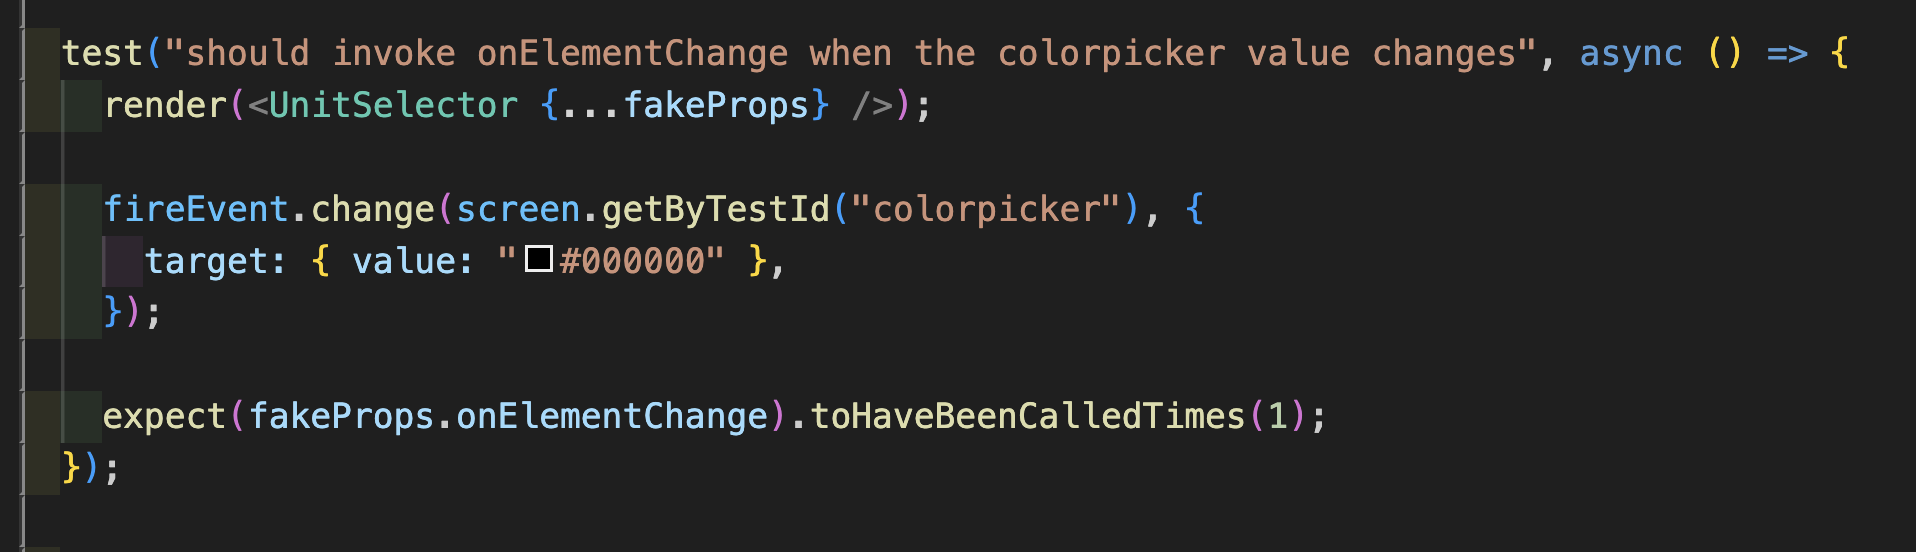 test("should invoke onElementChange when the colorpicker value changes", async () => {
render(<UnitSelector {...fakeProps} />);
fireEvent.change(screen.getByTestId("colorpicker"), {
target: { value: "#000000" },
});
expect(fakeProps.onElementChange).toHaveBeenCalledTimes(1);
});